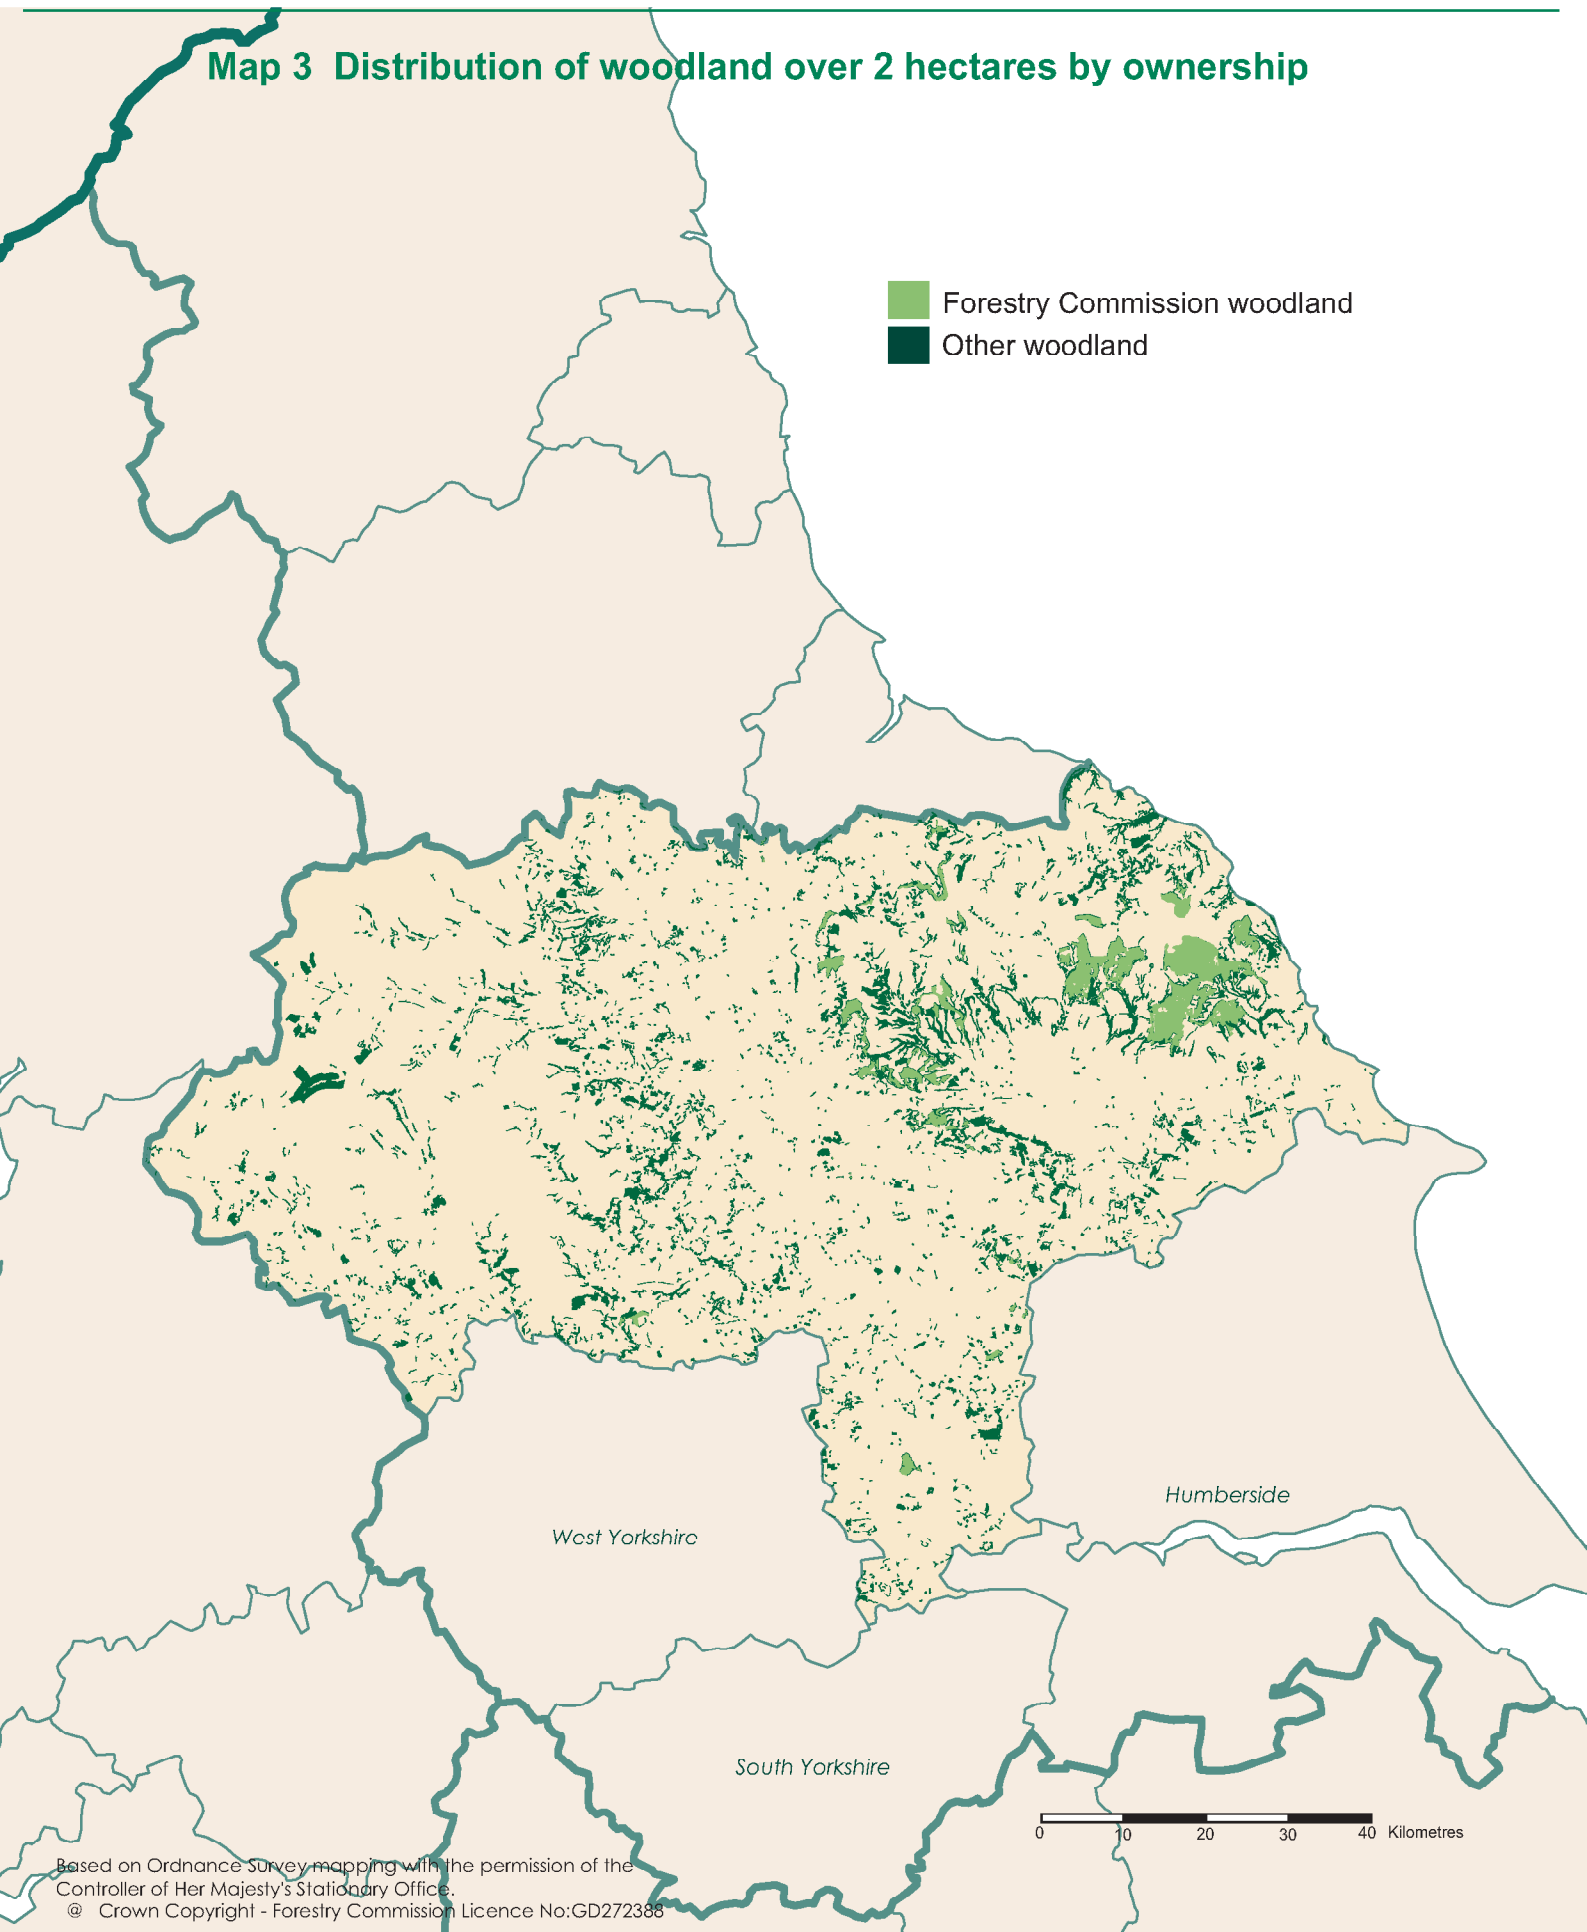 Map 3 Distribution of woodland over 2 hectares by ownership
Forestry Commission woodland
Other woodland
Humberside
West Yorkshire
South Yorkshire
0 10 20 30 40 Kilometres
Based on Ordnance Survey mapping with the permission of the
Controller of Her Majesty's Stationary Office.
@ Crown Copyright - Forestry Commission Licence No:GD272388